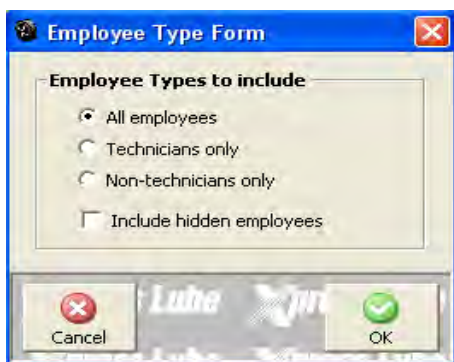 Employee Type Form
Employee Types to include
All employees
Technicians only
Non-technicians only
Include hidden employees
Lube
Cancel
OK